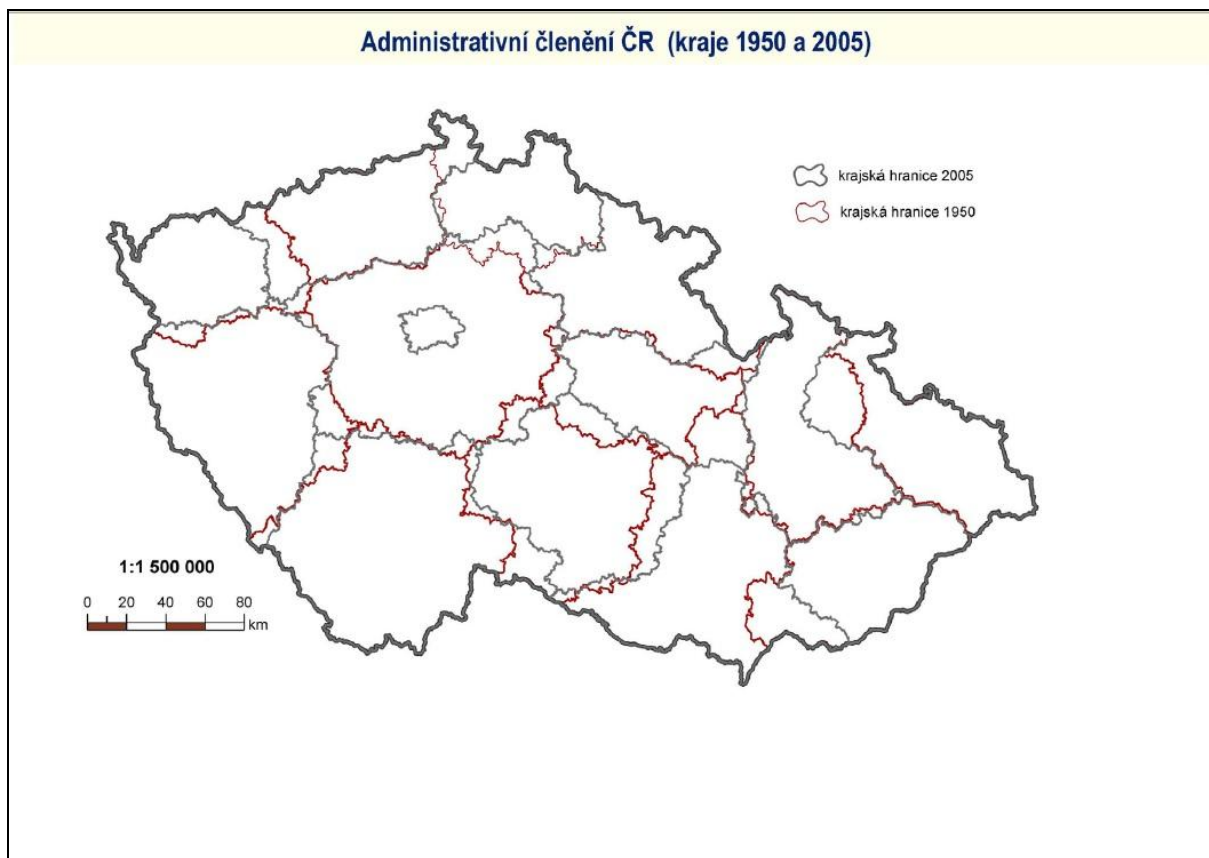 Administrativní členění ČR (kraje 1950 a 2005)
krajská hranice 2005
krajská hranice 1950
1:1 500 000
0 20 40 60 80
km